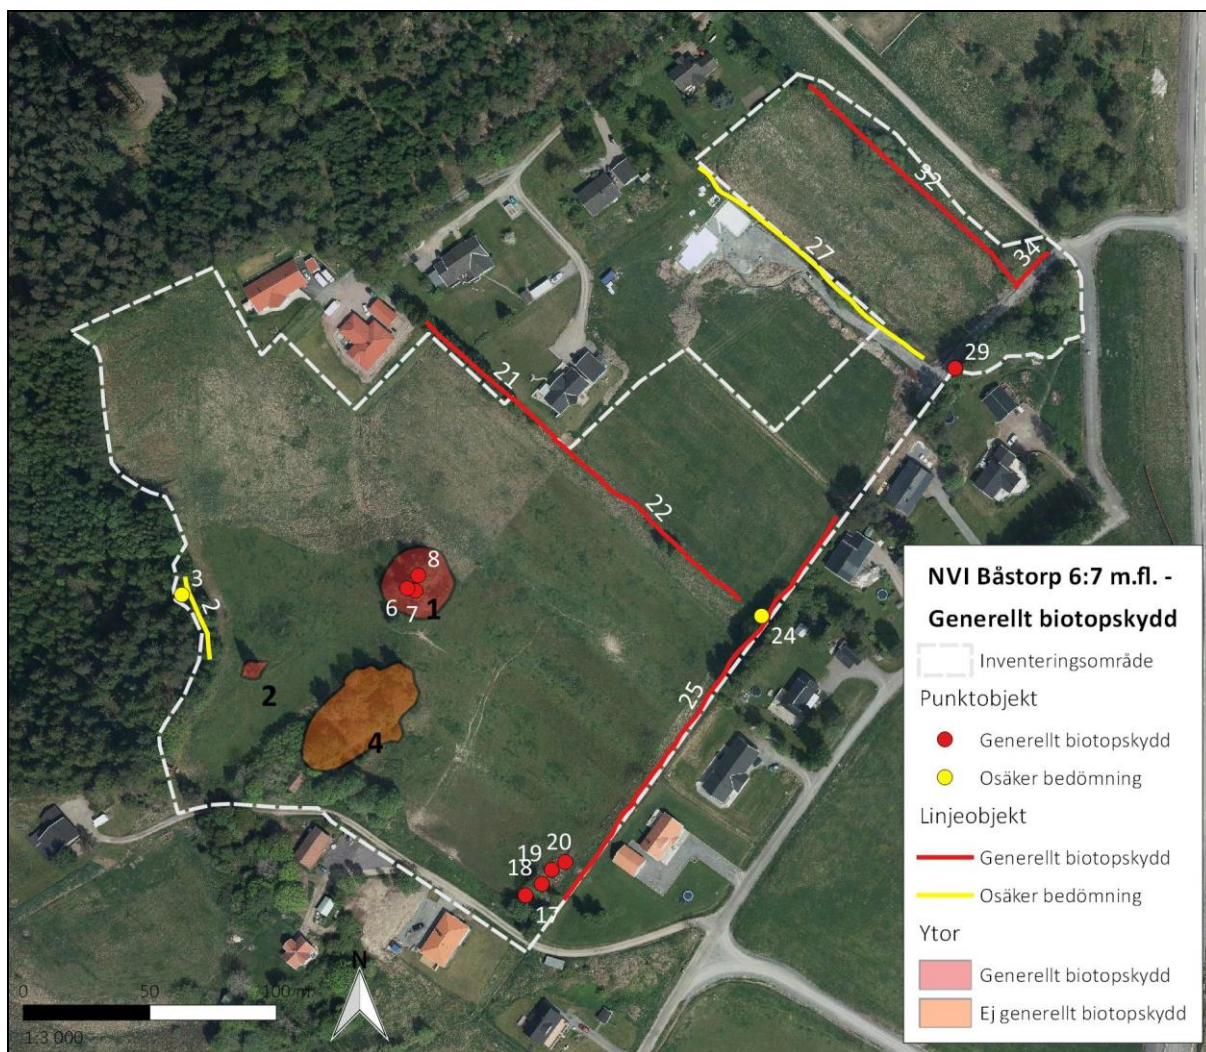 32
34
27
29
21
22
3
2
8
6
7
1
2
4
24
25
20
19
18
17
N
0 50 100 m
1:3 000
NVI Båstorp 6:7 m.fl. -
Generellt biotopskydd
Inventeringsområde
Punktobjekt
Generellt biotopskydd
Osäker bedömning
Linjeobjekt
Generellt biotopskydd
Osäker bedömning
Ytor
Generellt biotopskydd
Ej generellt biotopskydd